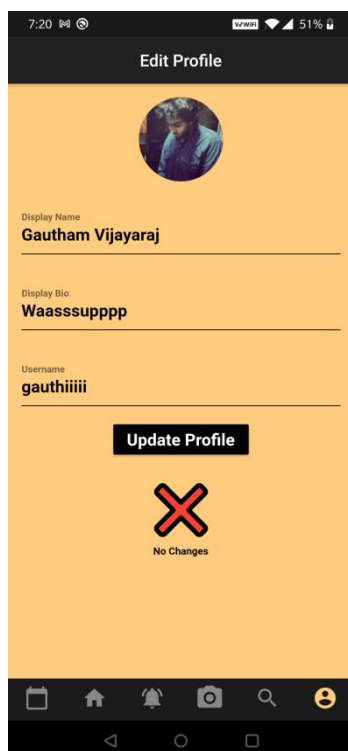 7:20
VoWIFI
51%
Edit Profile
Display Name
Gautham Vijayaraj
Display Bio
Waasssupppp
Username
gauthiiiii
Update Profile
No Changes